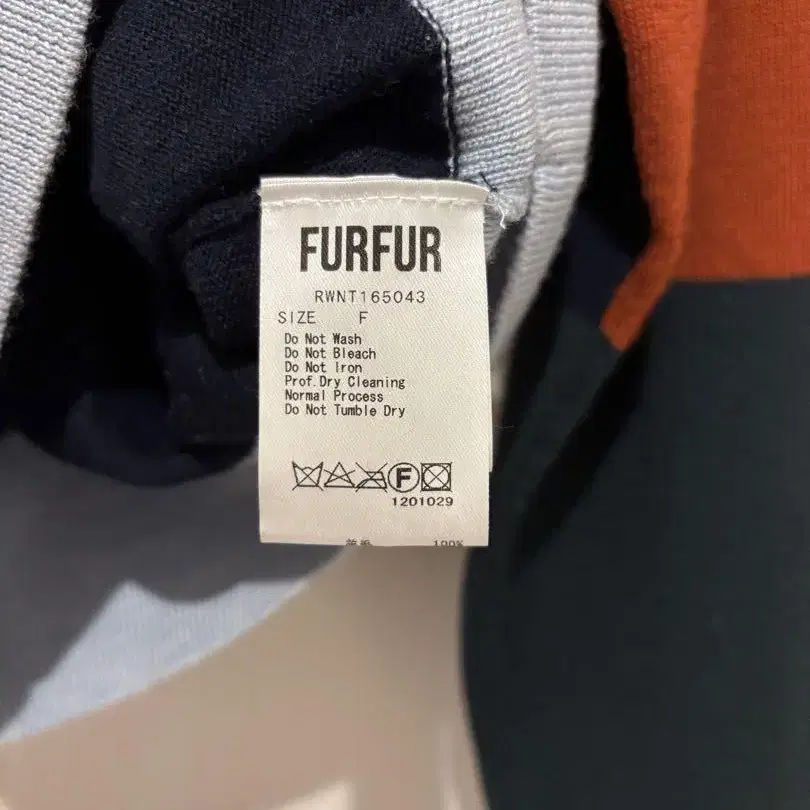 FURFUR
RWNT165043
SIZE F
Do Not Wash
Do Not Bleach
Do Not Iron
Prof.Dry Cleaning
Normal Process
Do Not Tumble Dry
F
1201029
100%